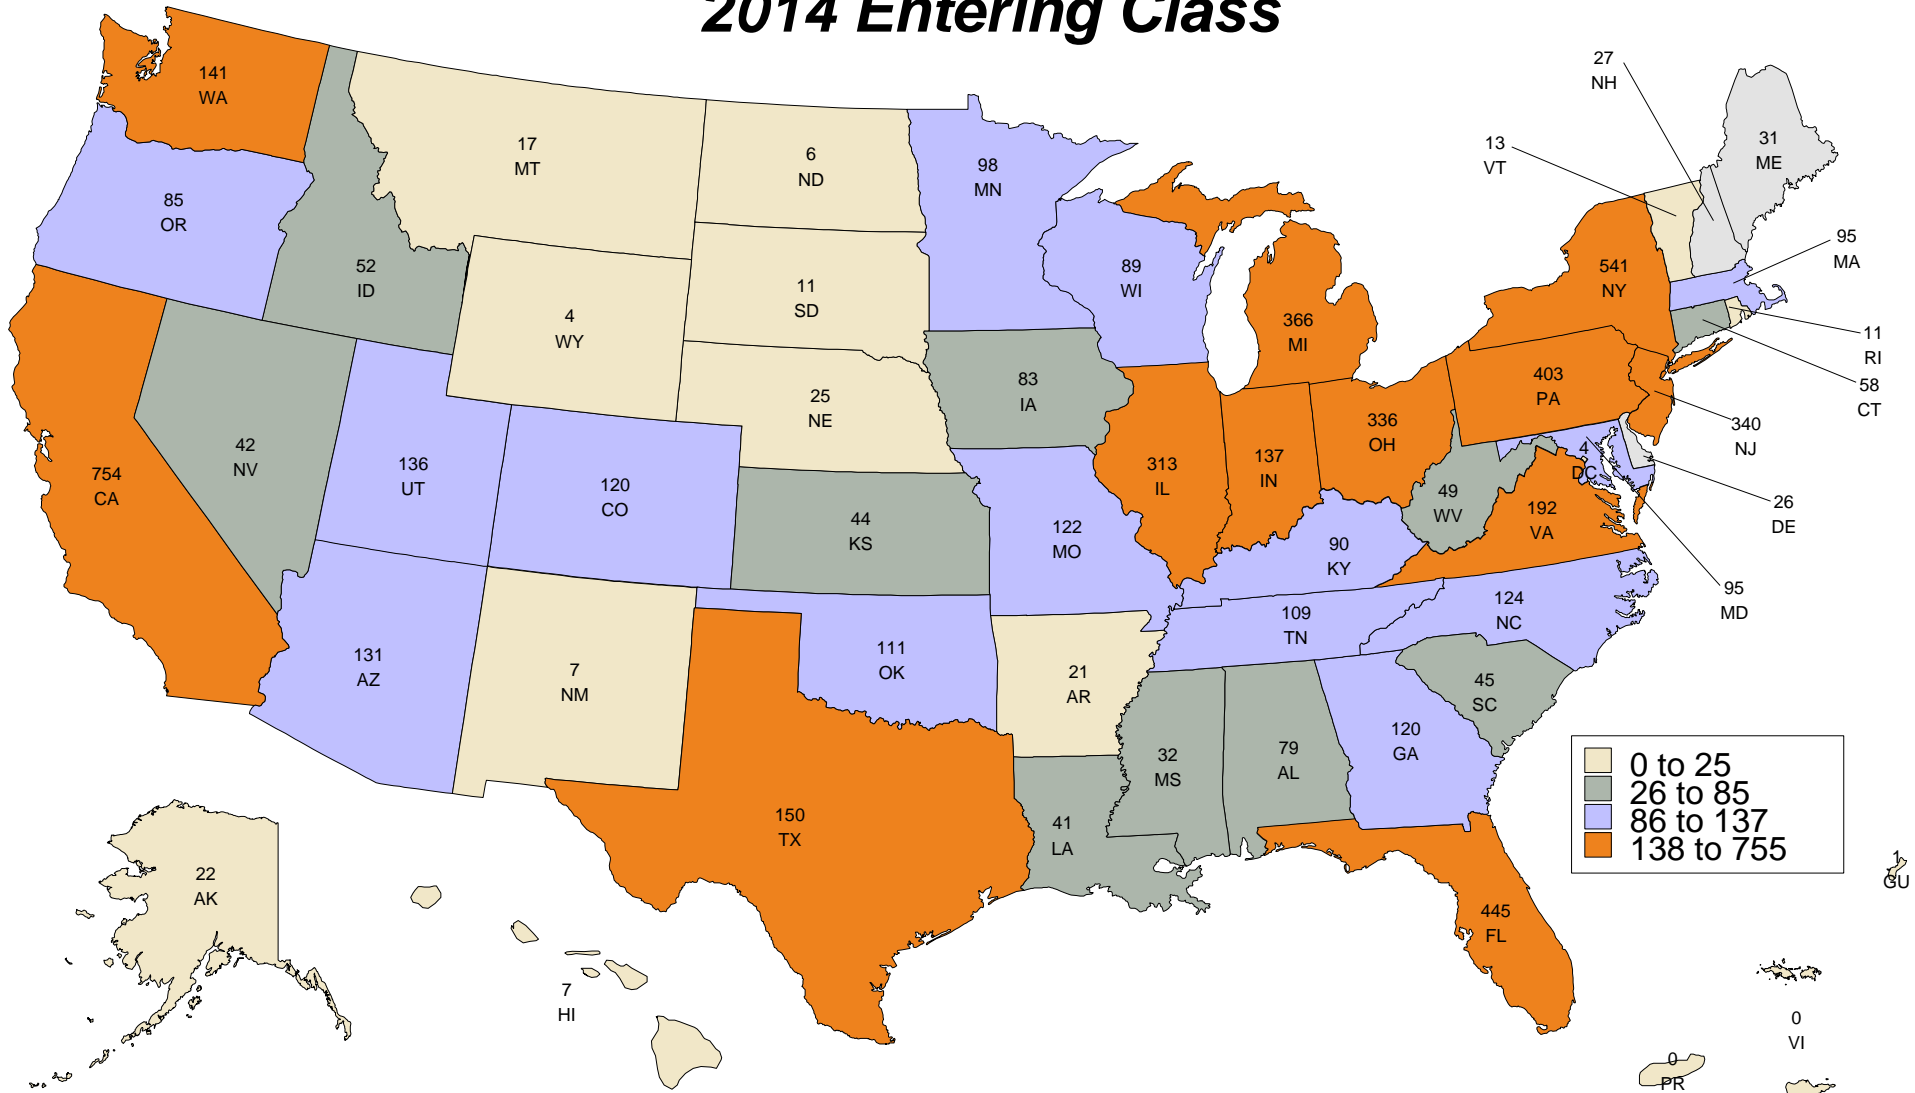 2014 Entering Class
141
WA
17
MT
6
ND
98
MN
27
NH
13
VT
31
ME
85
OR
52
ID
11
SD
89
WI
95
MA
541
NY
4
WY
366
MI
11
RI
83
IA
403
PA
58
CT
25
NE
336
OH
340
NJ
42
NV
136
UT
754
CA
120
CO
313
IL
137
IN
4
DC
49
WV
26
DE
44
KS
122
MO
192
VA
90
KY
95
MD
124
NC
109
TN
131
AZ
7
NM
111
OK
21
AR
45
SC
32
MS
79
AL
120
GA
0 to 25
26 to 85
86 to 137
138 to 755
150
TX
41
LA
22
AK
1
GU
445
FL
7
HI
0
VI
0
PR